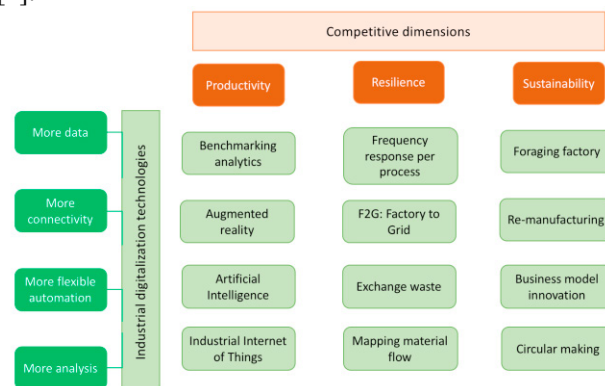 Competitive dimensions
Productivity
Resilience
Sustainability
Industrial digitalization technologies
More data
More
connectivity
More flexible
automation
More analysis
Benchmarking
analytics
Frequency
response per
process
Foraging factory
Augmented
reality
F2G: Factory to
Grid
Re-manufacturing
Artificial
Intelligence
Exchange waste
Business model
innovation
Industrial Internet
of Things
Mapping material
flow
Circular making